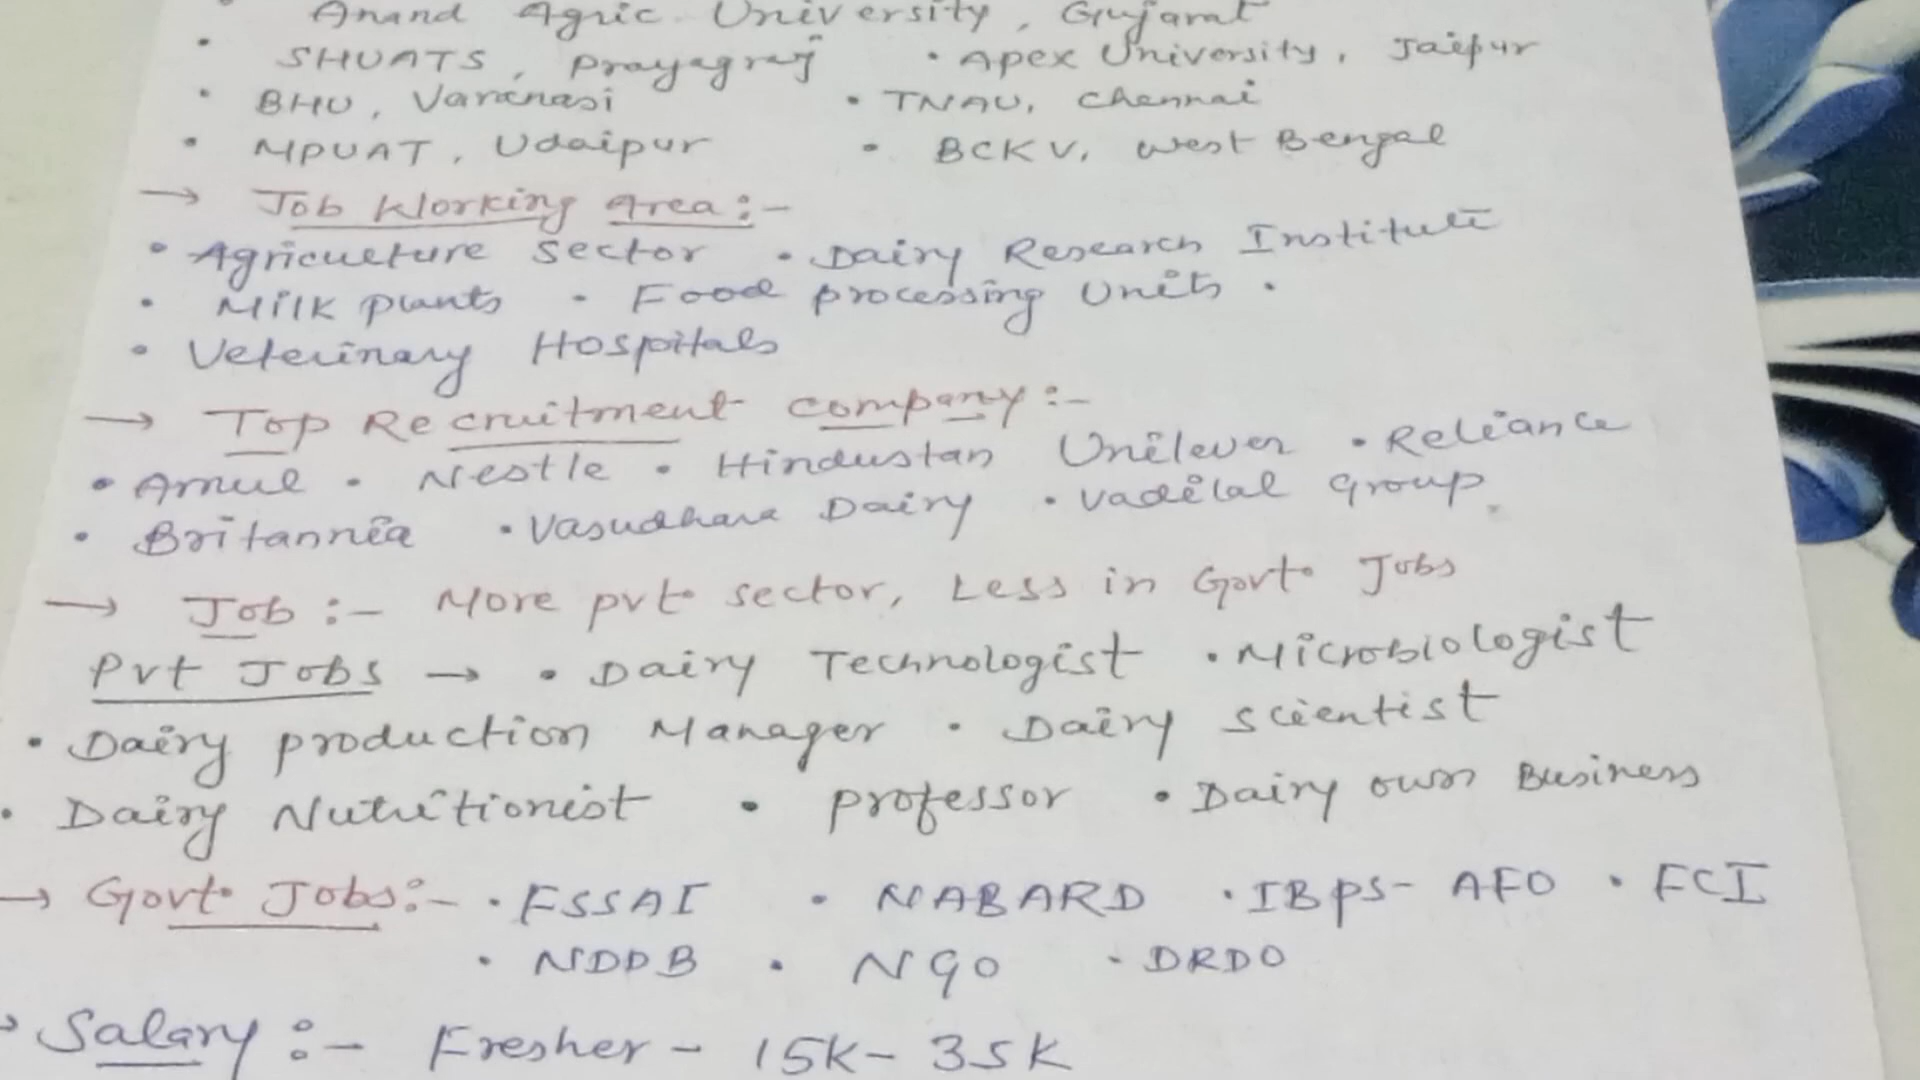 Anand Agric University, Gujarat
• SHUATS, Prayagraj • Apex University, Jaipur
• BHU, Varanasi • TNAU, Chennai
• MPUAT, Udaipur • BCKV, West Bengal
→ Job Working Area:-
• Agriculture Sector • Dairy Research Institute
• Milk plants • Food processing Units.
• Veterinary Hospitals
→ Top Recruitment company:-
• Amul • Nestle • Hindustan Unilever • Reliance
• Britannia • Vasudhara Dairy • Vadilal Group
→ Job:- More pvt. sector, Less in Govt. Jobs
Pvt Jobs → • Dairy Technologist • Microbiologist
• Dairy production Manager • Dairy scientist
• Dairy Nutritionist • professor • Dairy own Business
→ Govt. Jobs:- • FSSAI • NABARD • IBPS- AFO • FCI
• NDDB • NGO • DRDO
Salary:- Fresher - 15K- 35K